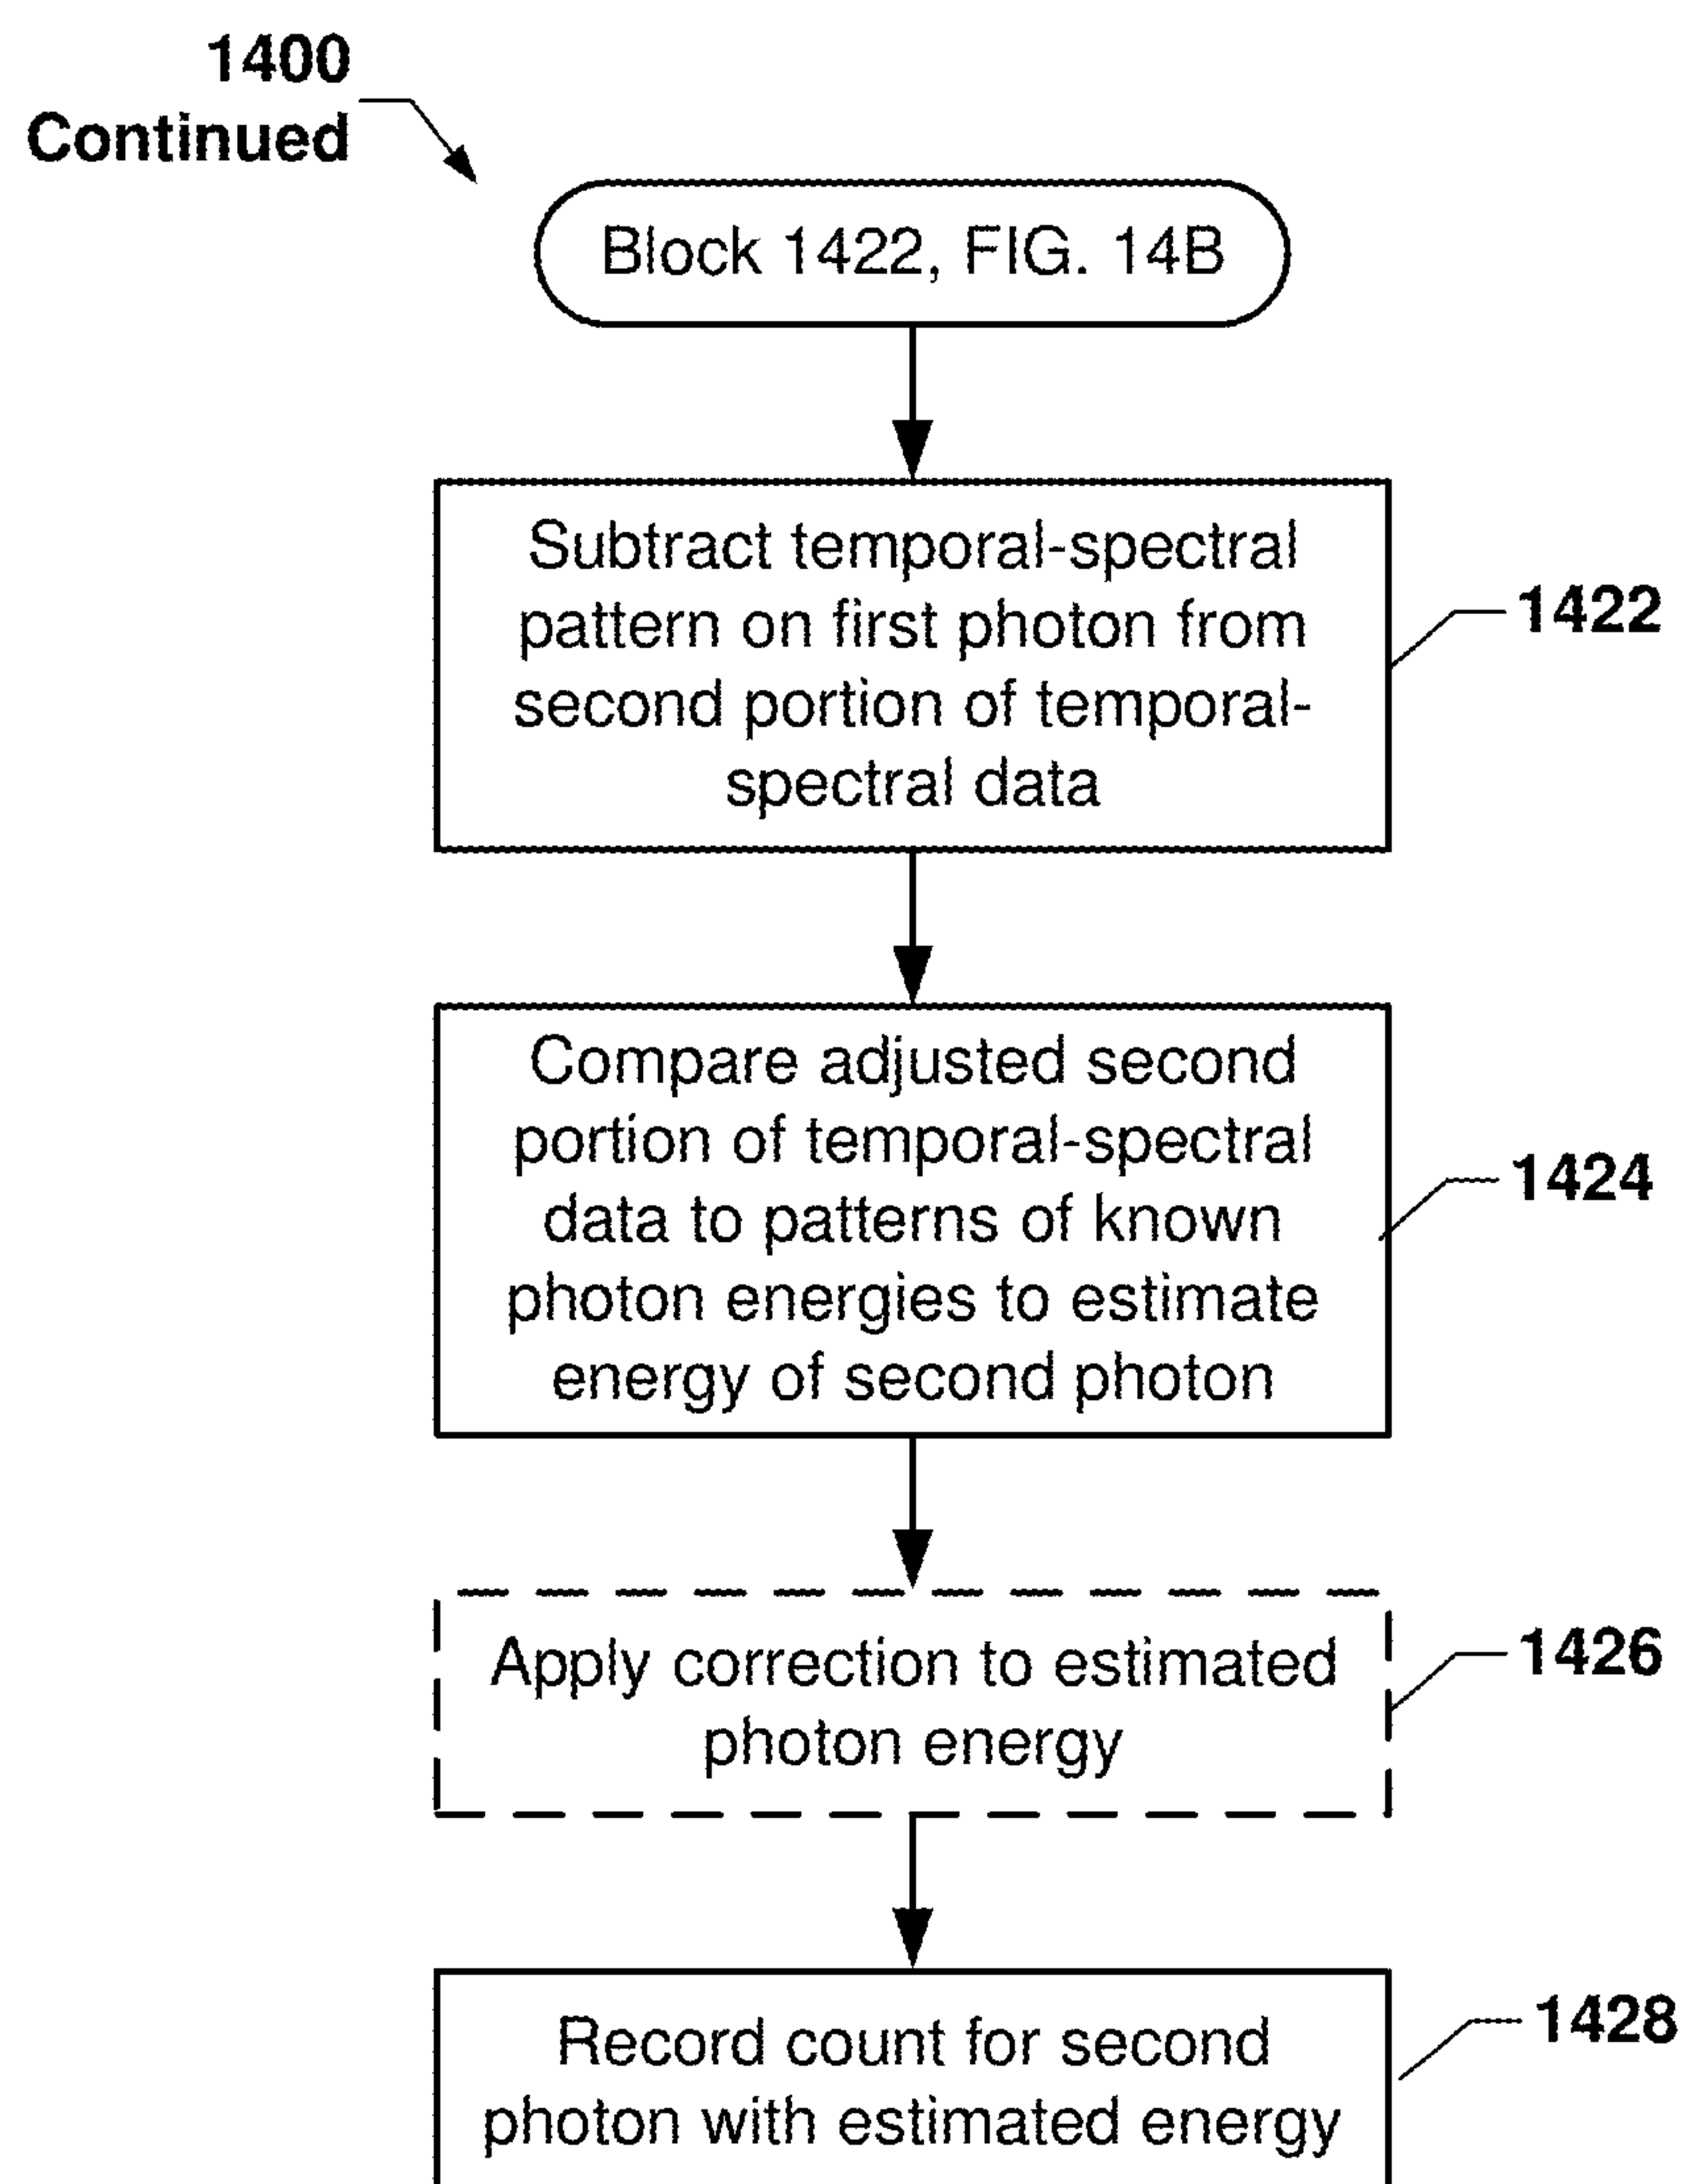 1400
Continued
Block 1422, FIG. 14B
Subtract temporal-spectral
pattern on first photon from
second portion of temporal-
spectral data
1422
Compare adjusted second
portion of temporal-spectral
data to patterns of known
photon energies to estimate
energy of second photon
1424
Apply correction to estimated
photon energy
1426
Record count for second
photon with estimated energy
1428